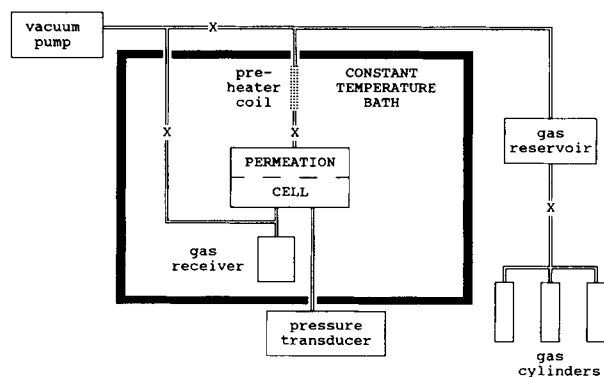 vacuum
pump
X
pre-
heater
coil
CONSTANT
TEMPERATURE
BATH
X
X
gas
reservoir
PERMEATION
CELL
X
gas
receiver
pressure
transducer
gas
cylinders